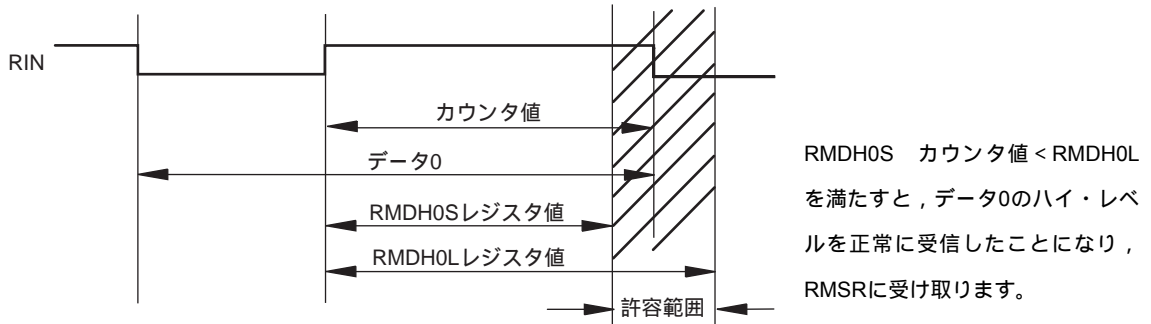 RIN
カウンタ値
データ0
RMDH0Sレジスタ値
RMDH0Lレジスタ値
許容範囲
RMDH0S　カウンタ値＜RMDH0L
を満たすと，データ0のハイ・レベ
ルを正常に受信したことになり，
RMSRに受け取ります。